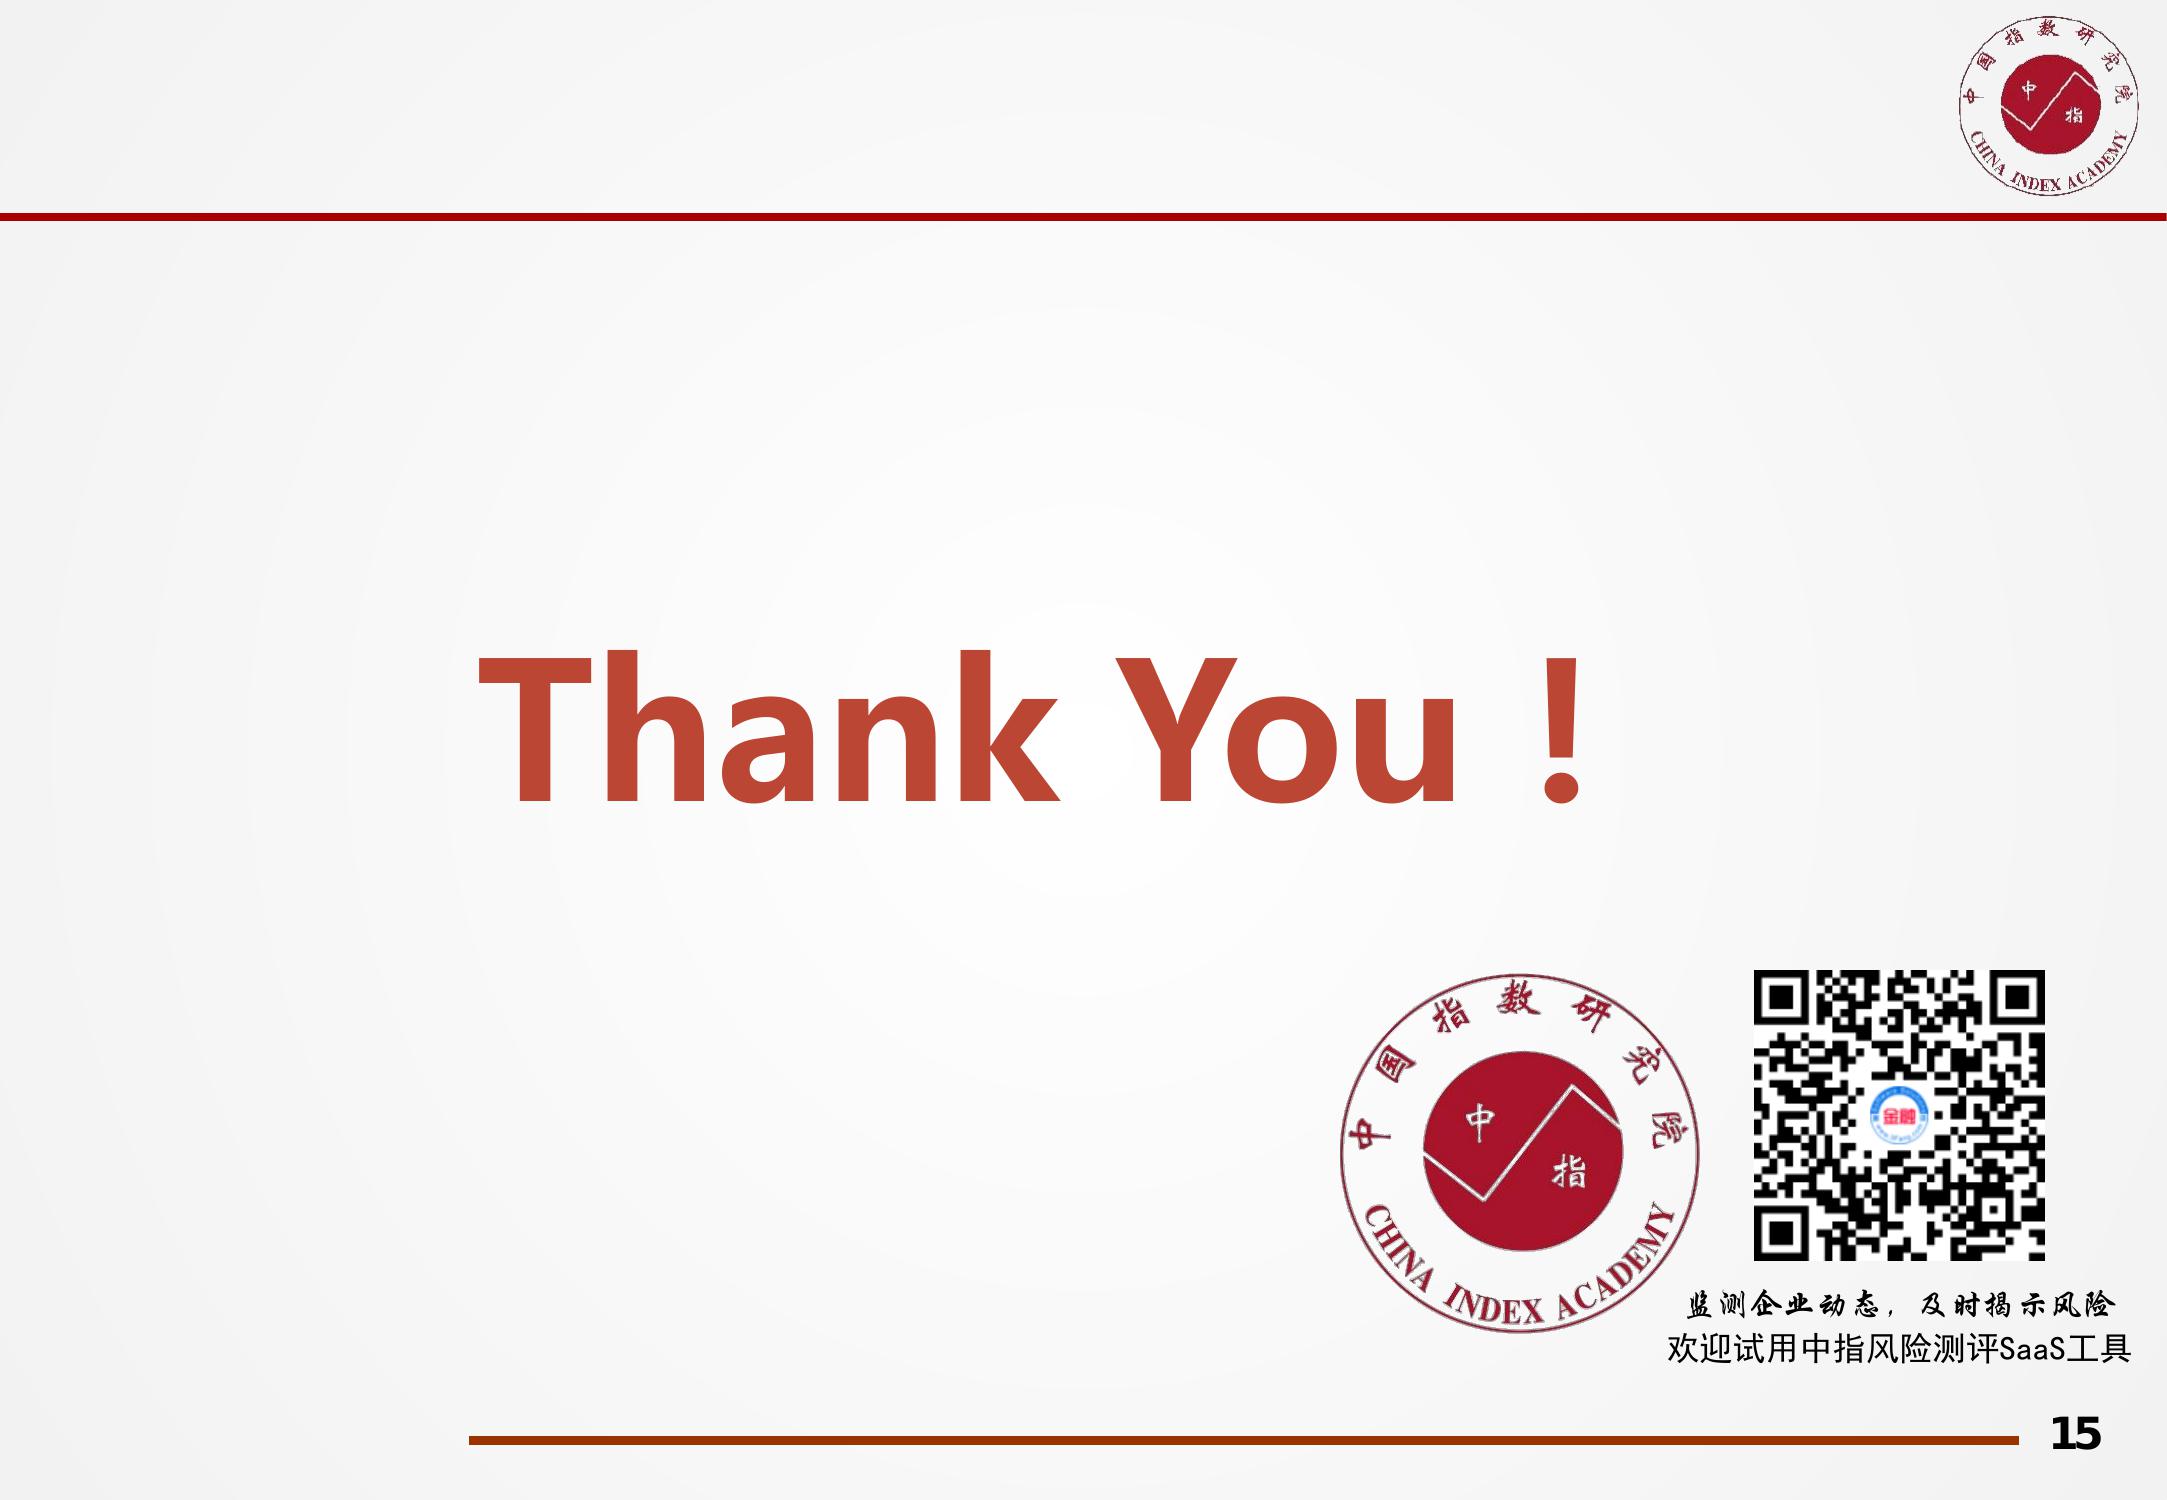 中国指数研究院
中
指
CHINA INDEX ACADEMY
Thank You！
中国指数研究院
中
指
CHINA INDEX ACADEMY
金融
监测企业动态，及时揭示风险
欢迎试用中指风险测评SaaS工具
15